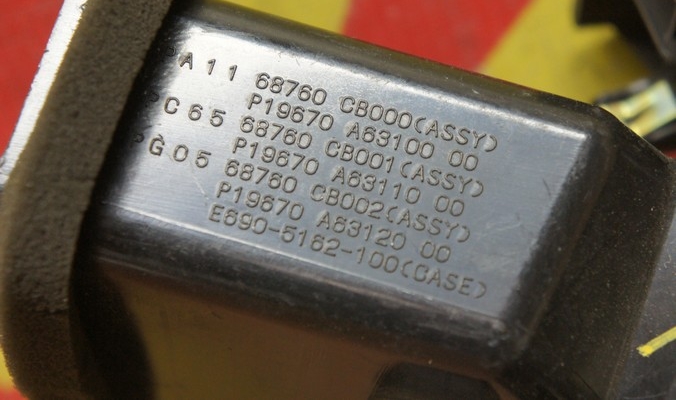 A11 68760 CB000(ASSY)
P19670 A63100 00
C65 68760 CB001(ASSY)
P19670 A63110 00
G05 68760 CB002(ASSY)
P19670 A63120 00
E690-5162-100(CASE)